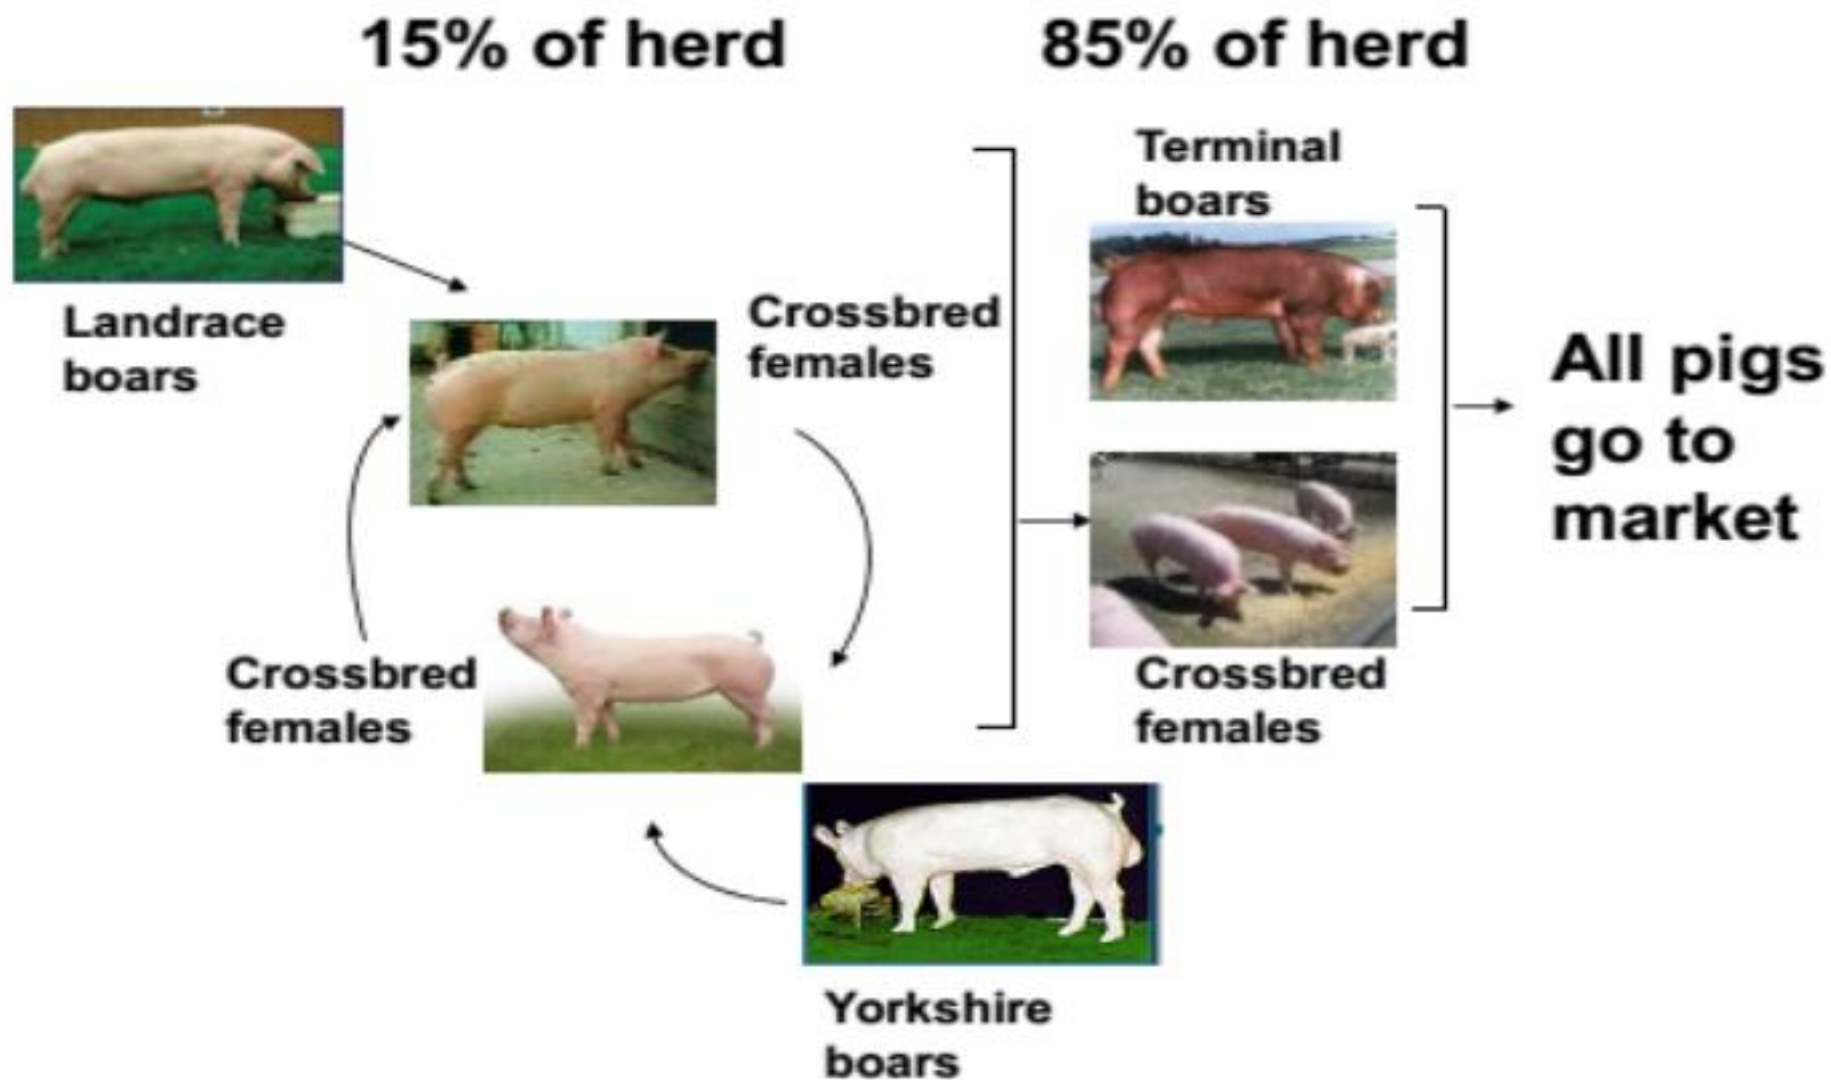 15% of herd
85% of herd
Landrace
boars
Crossbred
females
Crossbred
females
Yorkshire
boars
Terminal
boars
Crossbred
females
All pigs
go to
market